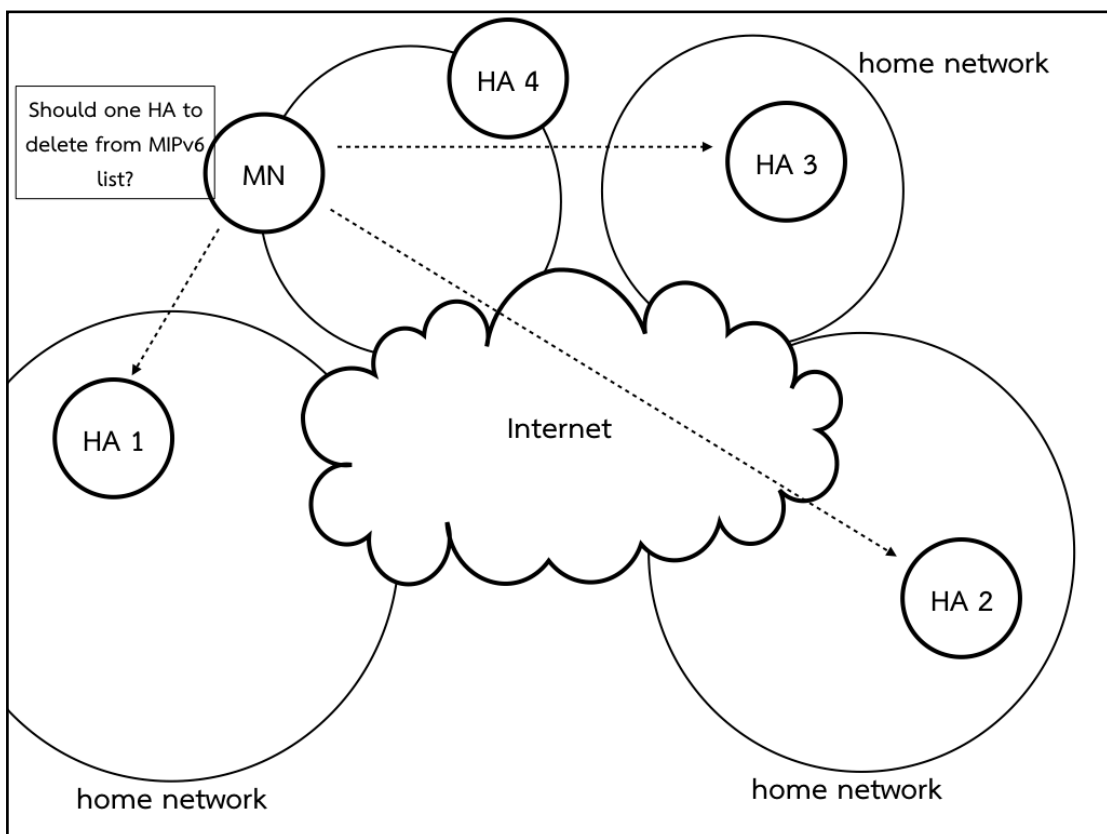 HA 4
home network
Should one HA to
delete from MIPv6
list?
MN
HA 3
Internet
HA 1
HA 2
home network
home network